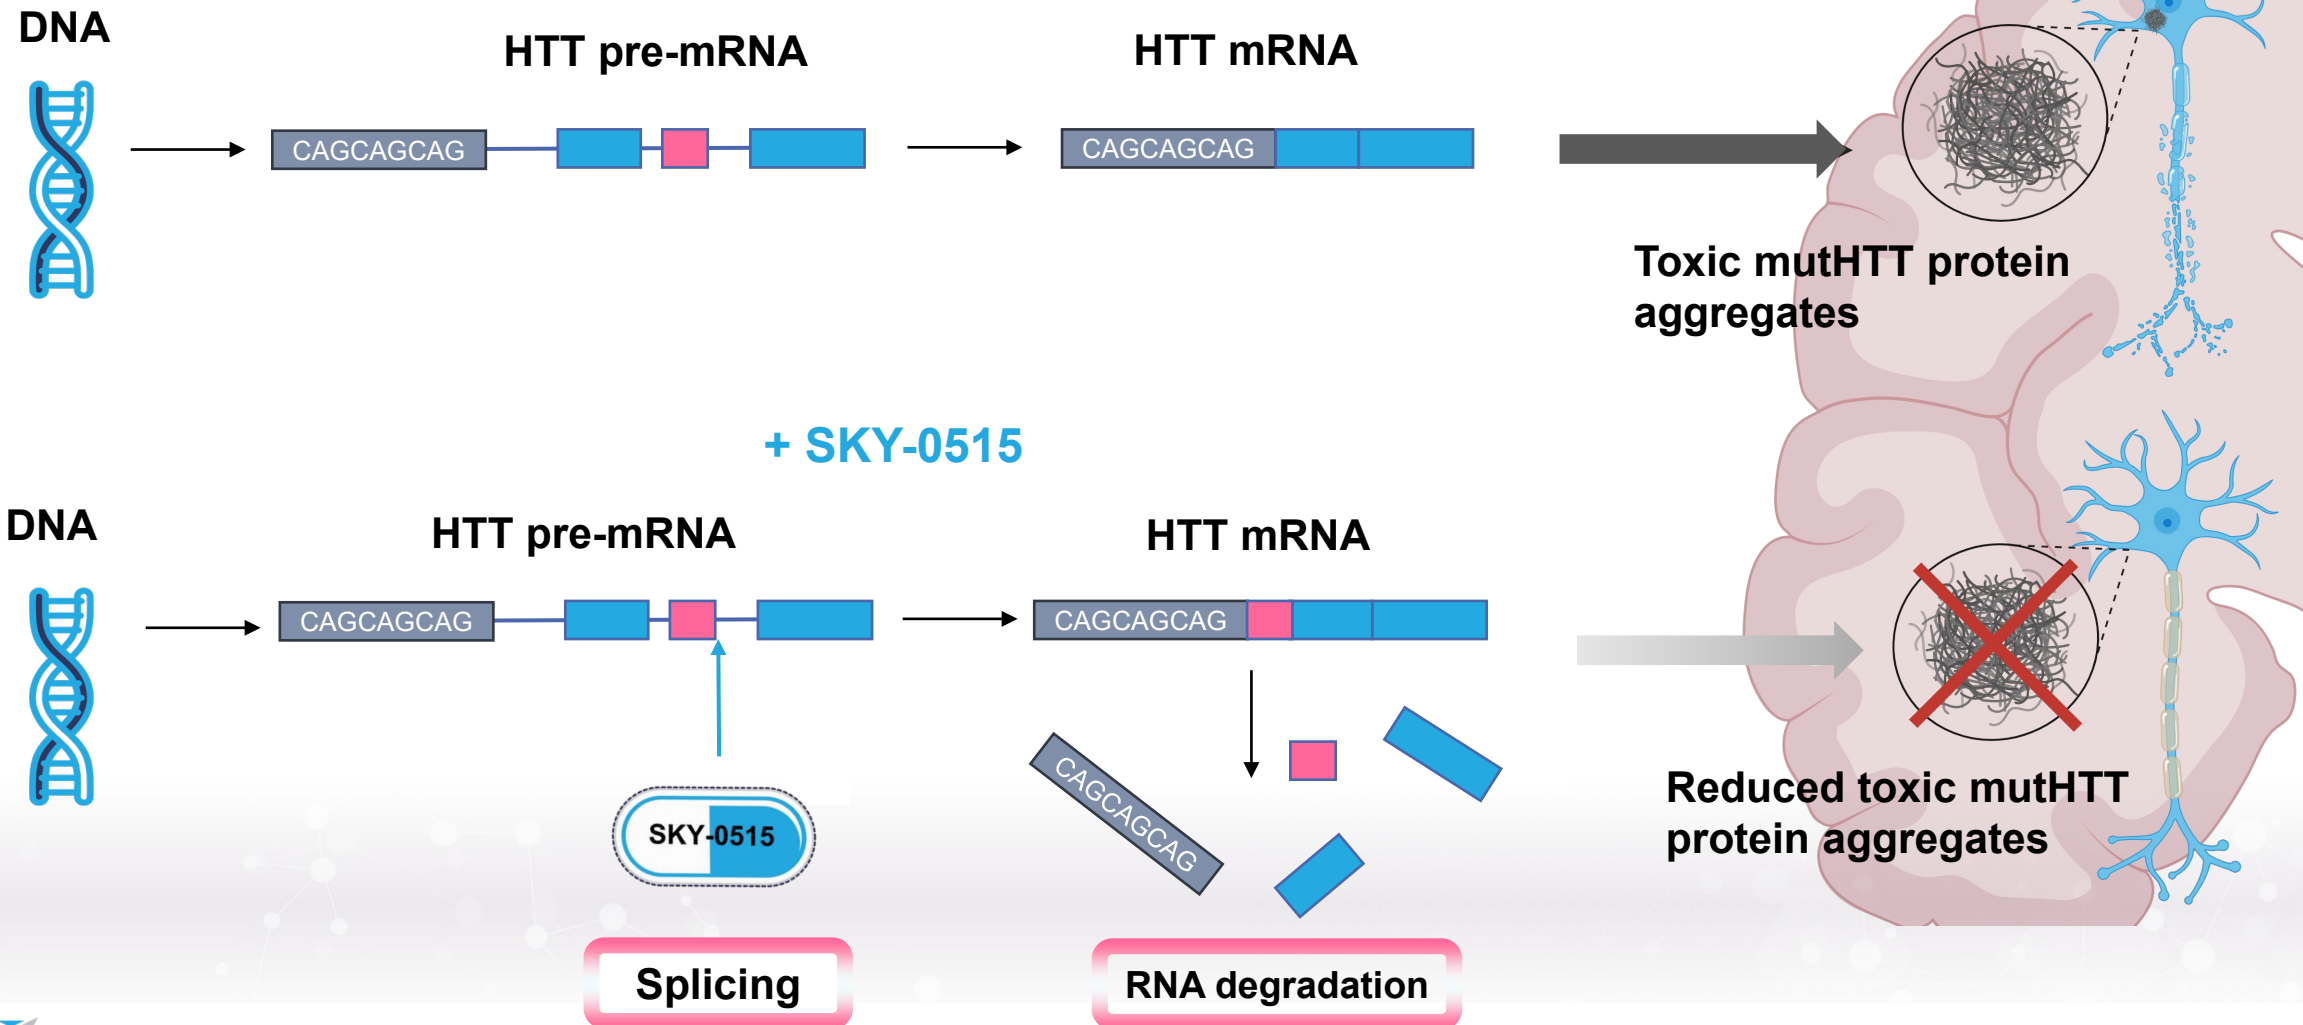 DNA
HTT pre-mRNA
HTT mRNA
CAGCAGCAG
CAGCAGCAG
Toxic mutHTT protein
aggregates
+ SKY-0515
DNA
HTT pre-mRNA
HTT mRNA
CAGCAGCAG
CAGCAGCAG
SKY-0515
CAGCAGCAG
Reduced toxic mutHTT
protein aggregates
Splicing
RNA degradation